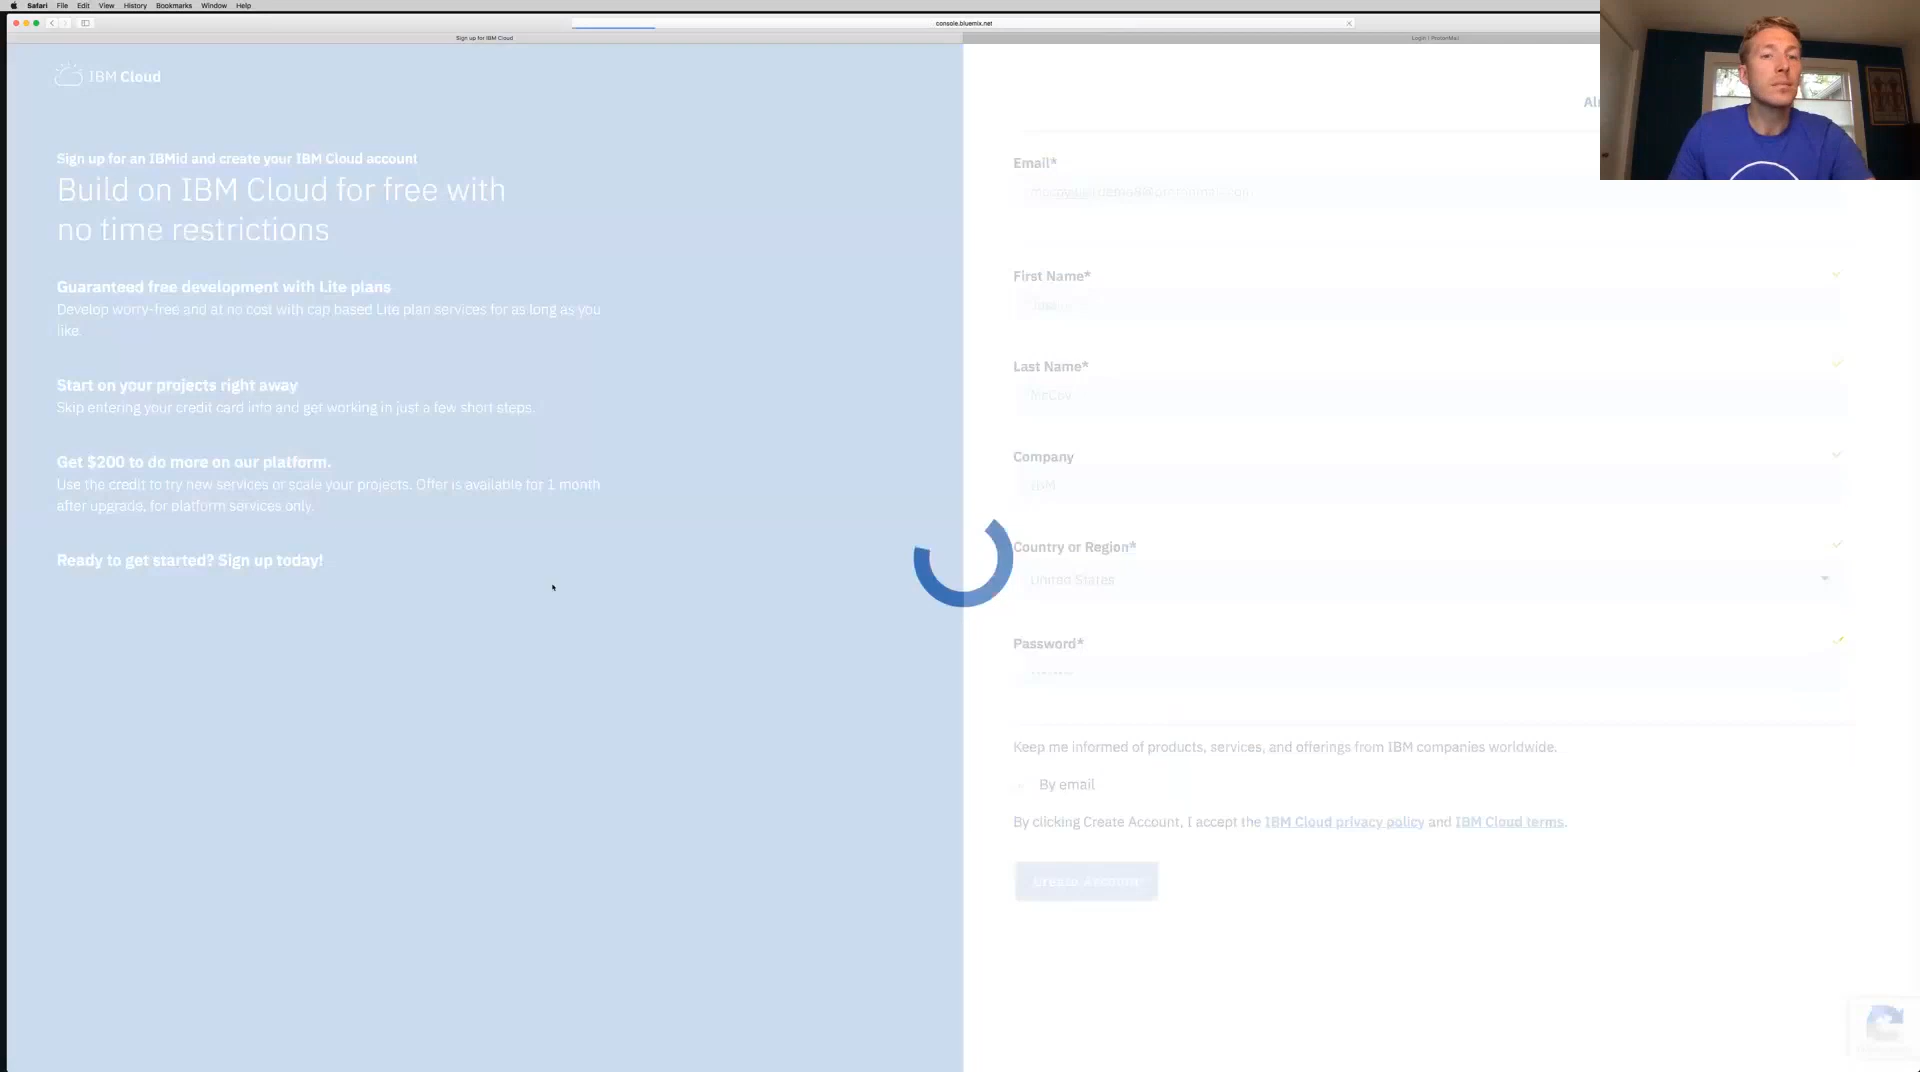 Safari File Edit View History Bookmarks Window Help
console.bluemix.net
Sign up for IBM Cloud
Login | ProtonMail
IBM Cloud
Sign up for an IBMid and create your IBM Cloud account
Build on IBM Cloud for free with
no time restrictions
Guaranteed free development with Lite plans
Develop worry-free and at no cost with cap based Lite plan services for as long as you
like.
Start on your projects right away
Skip entering your credit card info and get working in just a few short steps.
Get $200 to do more on our platform.
Use the credit to try new services or scale your projects. Offer is available for 1 month
after upgrade, for platform services only.
Ready to get started? Sign up today!
Email*
First Name*
Last Name*
McCoy
Company
IBM
Country or Region*
United States
Password*
Keep me informed of products, services, and offerings from IBM companies worldwide.
By email
By clicking Create Account, I accept the IBM Cloud privacy policy and IBM Cloud terms.
Create Account